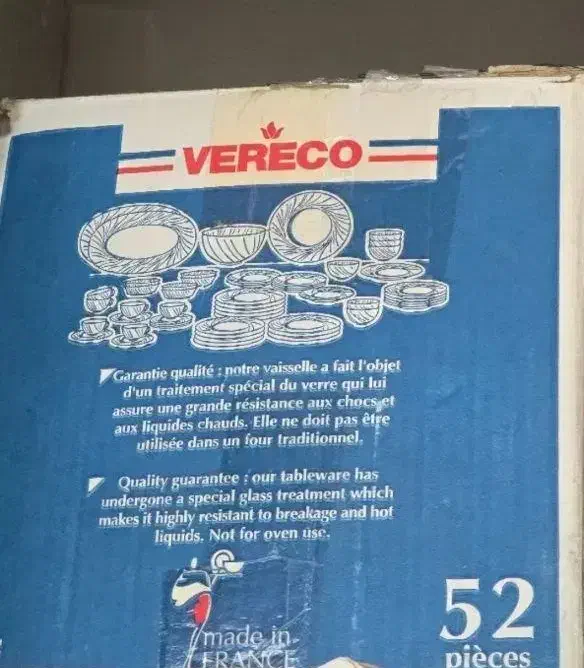 VERECO
Garantie qualité : notre vaisselle a fait l'objet
d'un traitement spécial du verre qui lui
assure une grande résistance aux chocs et
aux liquides chauds. Elle ne doit pas être
utilisée dans un four traditionnel.
Quality guarantee : our tableware has
undergone a special glass treatment which
makes it highly resistant to breakage and hot
liquids. Not for oven use.
made in
FRANCE
52
pièces